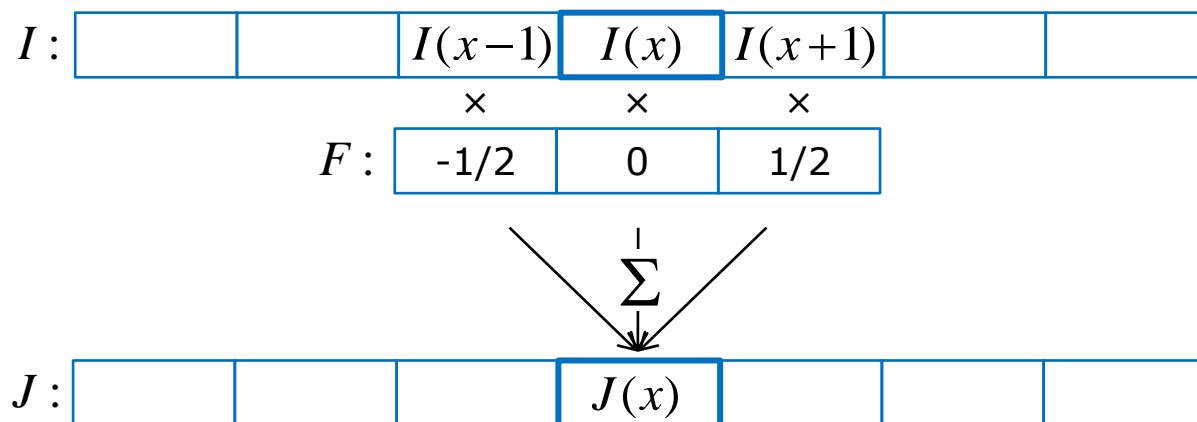 I : I(x−1) I(x) I(x+1)
× × ×
F : -1/2 0 1/2
Σ
J : J(x)